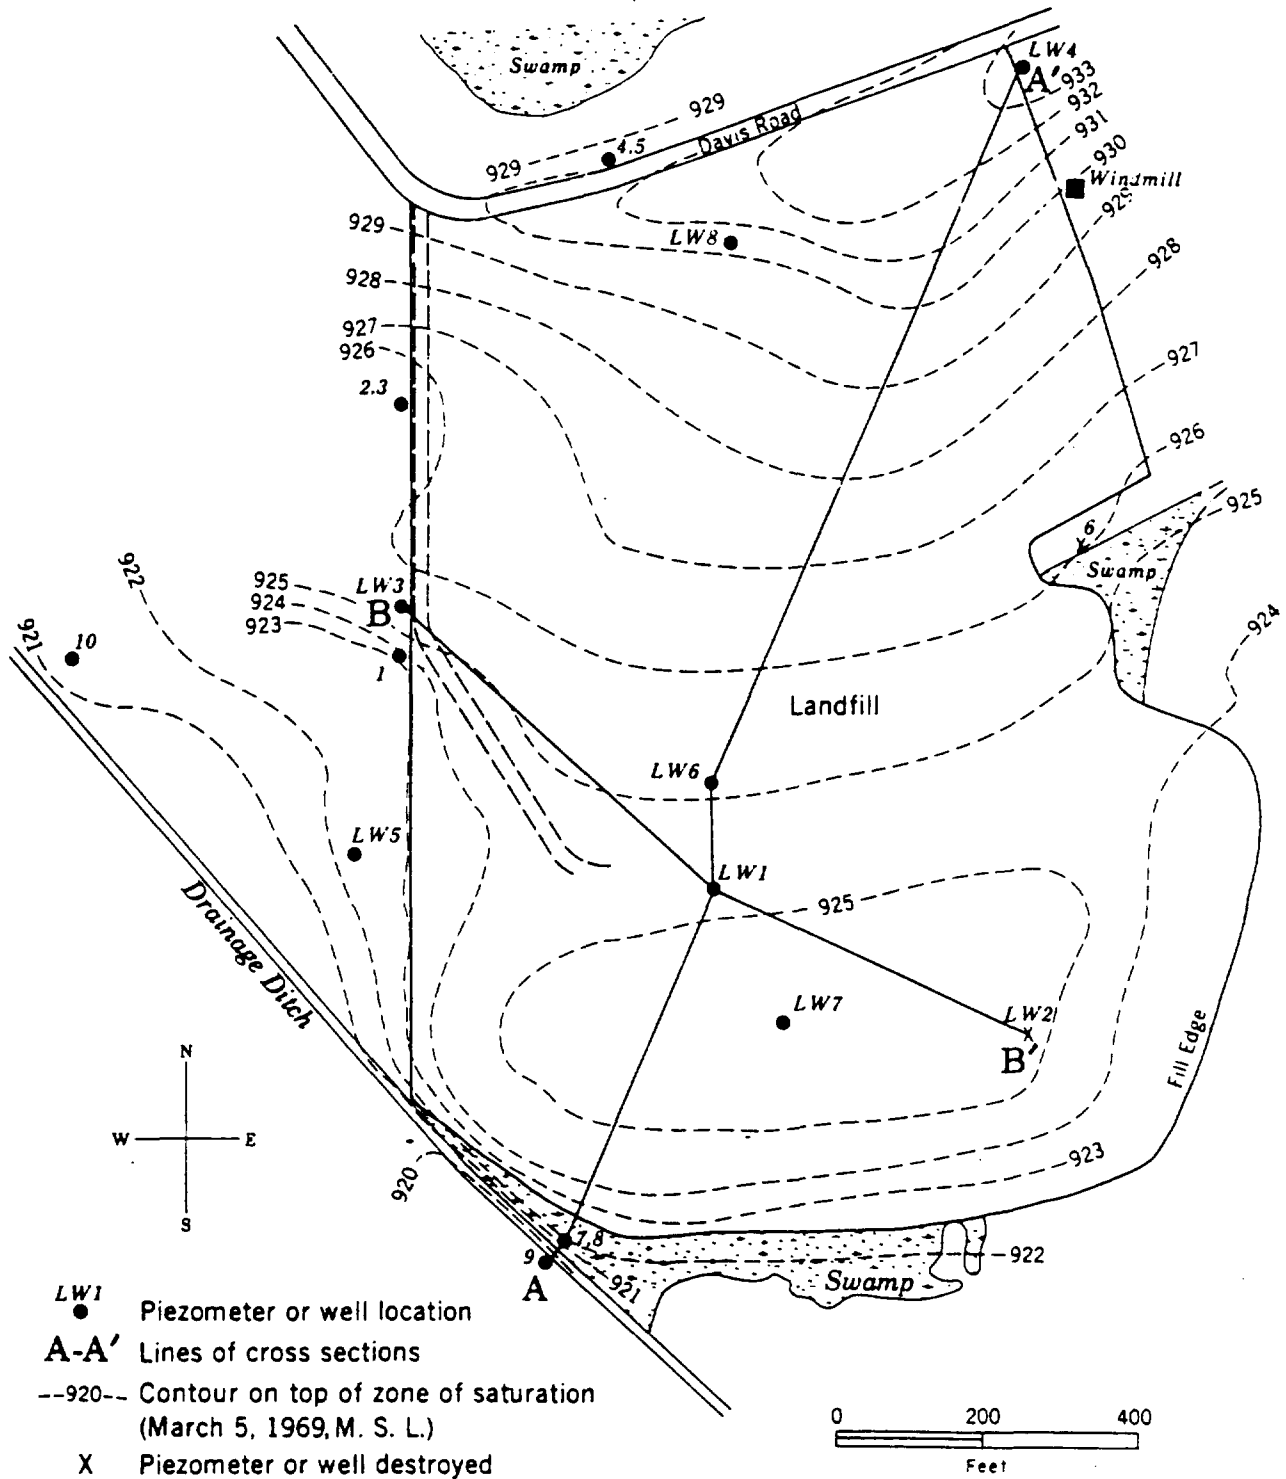 Swamp
LW4
A'
933
932
931
930
929
929
Davis Road
4.5
929
Windmill
LW8
929
928
928
927
926
927
2.3
926
925
6
Swamp
922
925
LW3
B
924
923
924
921
10
1
Landfill
LW6
LW5
LW1
925
Drainage Ditch
LW7
LW2
B'
Fill Edge
N
W E
S
920
923
7,8
9
A
921
922
Swamp
LW1
Piezometer or well location
A-A' Lines of cross sections
--920-- Contour on top of zone of saturation
(March 5, 1969, M. S. L.)
X Piezometer or well destroyed
0 200 400
Feet